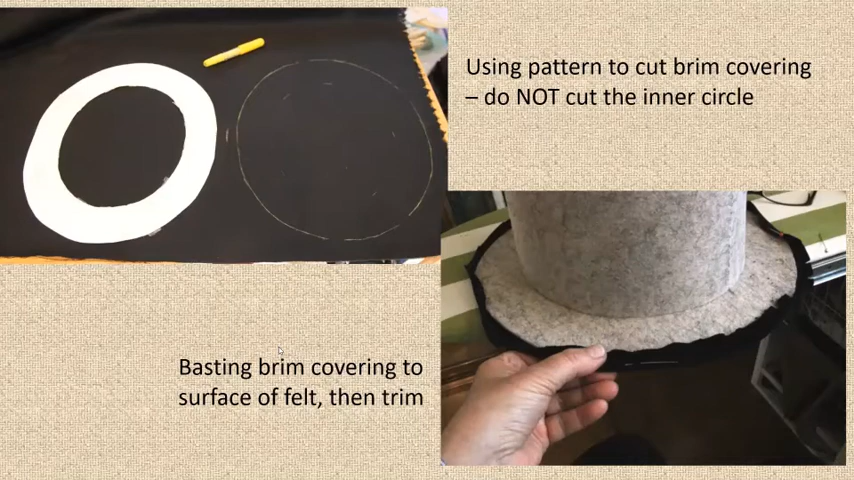 Using pattern to cut brim covering
– do NOT cut the inner circle
Basting brim covering to
surface of felt, then trim